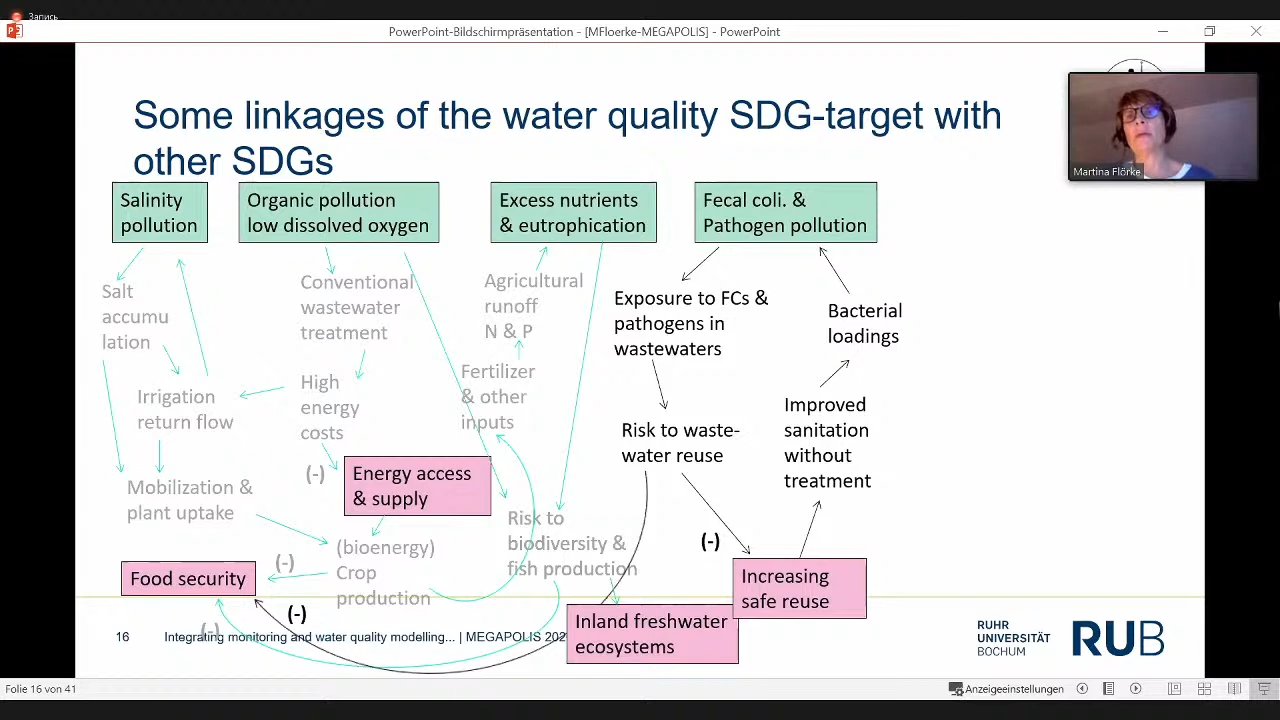 Запись
PowerPoint-Bildschirmpräsentation - [MFloerke-MEGAPOLIS] - PowerPoint
Some linkages of the water quality SDG-target with
other SDGs
Martina Flörke
Salinity
pollution
Organic pollution
low dissolved oxygen
Excess nutrients
& eutrophication
Fecal coli. &
Pathogen pollution
Salt
accumu
lation
Conventional
wastewater
treatment
Agricultural
runoff
N & P
Exposure to FCs &
pathogens in
wastewaters
Bacterial
loadings
Irrigation
return flow
High
energy
costs
Fertilizer
& other
inputs
Risk to waste-
water reuse
Improved
sanitation
without
treatment
(-)
Energy access
& supply
Mobilization &
plant uptake
Risk to
biodiversity &
fish production
(-)
(-)
(bioenergy)
Crop
production
Food security
(-)
(-)
Increasing
safe reuse
Inland freshwater
ecosystems
16
Integrating monitoring and water quality modelling... | MEGAPOLIS 202
RUHR
UNIVERSITÄT
BOCHUM
RUB
Folie 16 von 41
Anzeigeeinstellungen